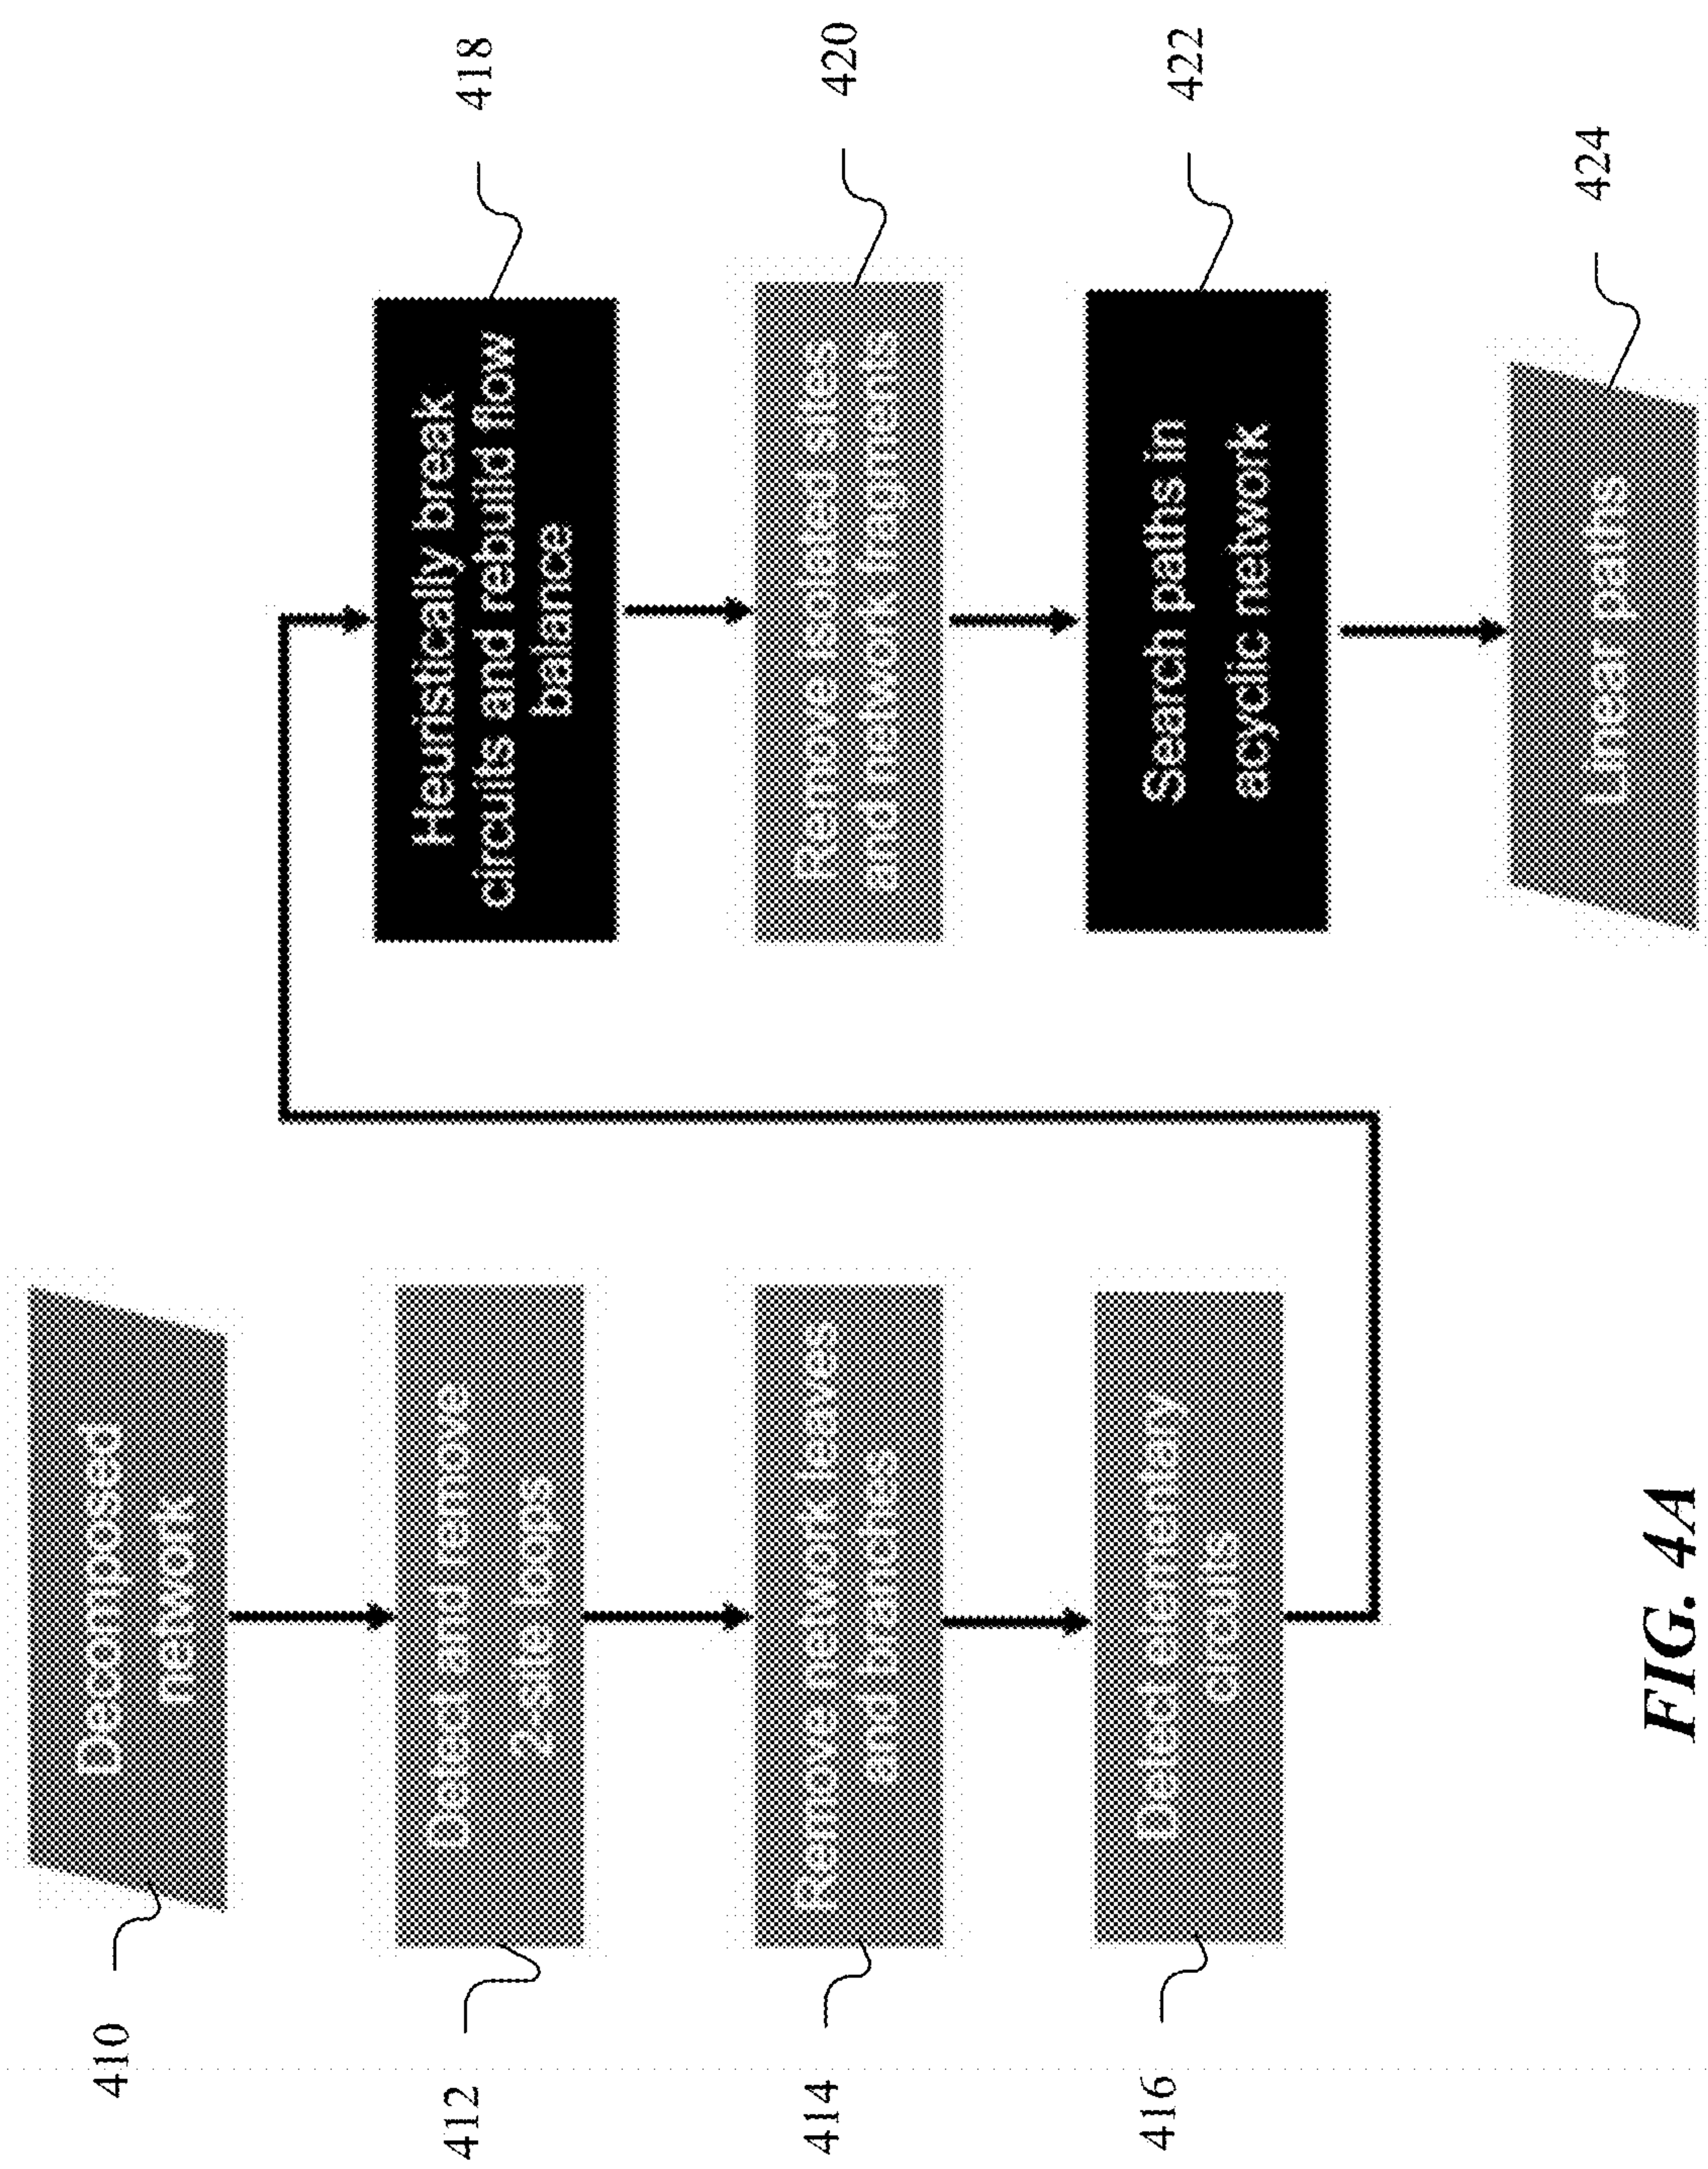 410
Decomposed
network
412
Detect and remove
2-site loops
414
Remove network leaves
and branches
416
Detect elementary
circuits
418
Heuristically break
circuits and rebuild flow
balance
420
Remove isolated sites
and network fragments
422
Search paths in
acyclic network
424
Linear paths
FIG. 4A